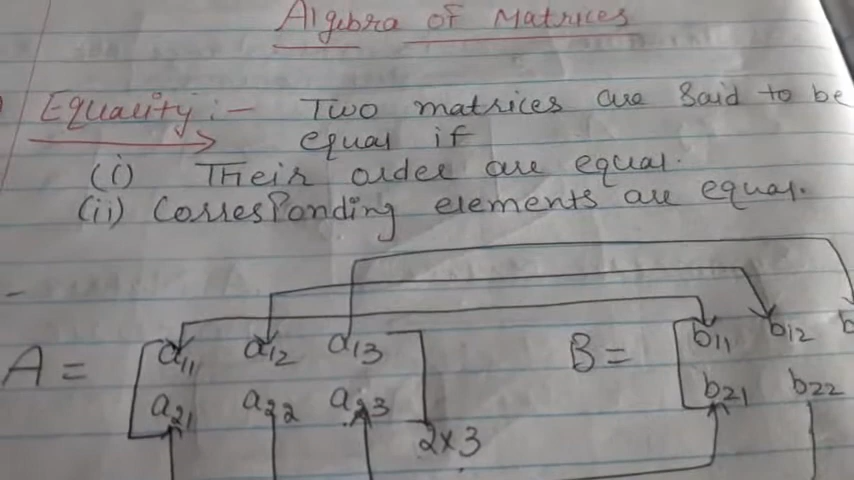 Algebra of Matrices
Equality :- Two matrices are said to be
equal if
(i) Their order are equal.
(ii) Corresponding elements are equal.
A = [ a11 a12 a13 B = [ b11 b12 b
a21 a22 a23 ] 2x3 b21 b22